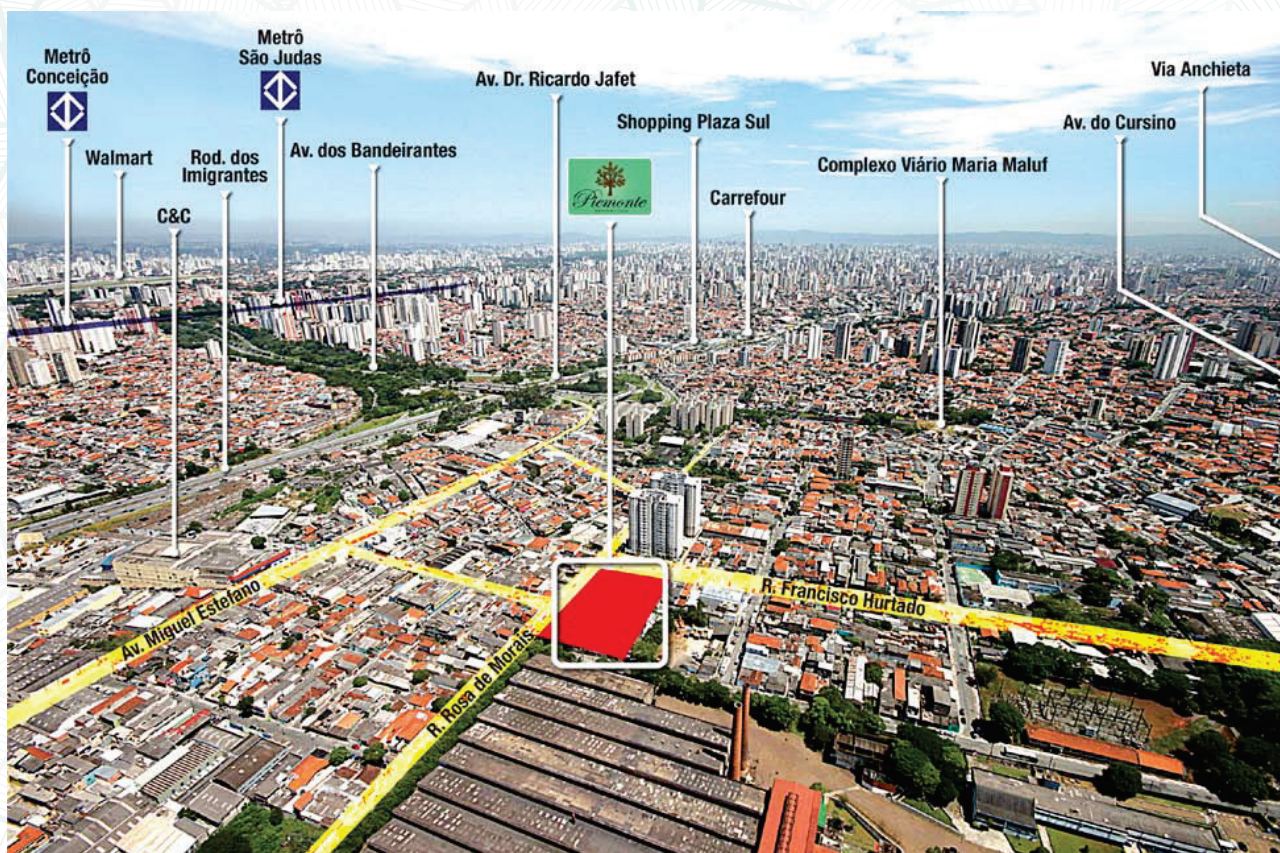 Metrô
Conceição
Metrô
São Judas
Av. Dr. Ricardo Jafet
Via Anchieta
Walmart
Rod. dos
Imigrantes
Av. dos Bandeirantes
Shopping Plaza Sul
Av. do Cursino
C&C
Piemonte
Carrefour
Complexo Viário Maria Maluf
Av. Miguel Estefano
R. Rosa de Morais
R. Francisco Hurtado